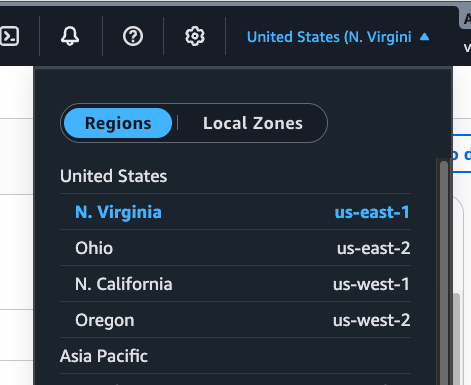 United States (N. Virgini
Regions
Local Zones
United States
N. Virginia us-east-1
Ohio us-east-2
N. California us-west-1
Oregon us-west-2
Asia Pacific